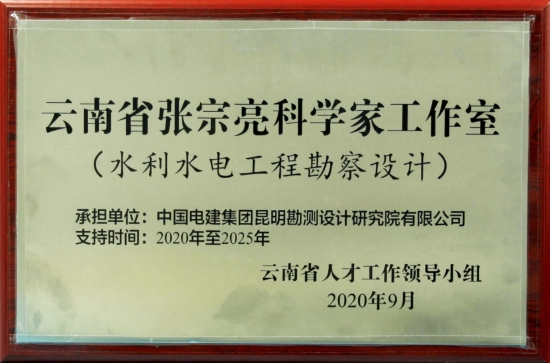 云南省张宗亮科学家工作室
（水利水电工程勘察设计）
承担单位：中国电建集团昆明勘测设计研究院有限公司
支持时间：2020年至2025年
云南省人才工作领导小组
2020年9月